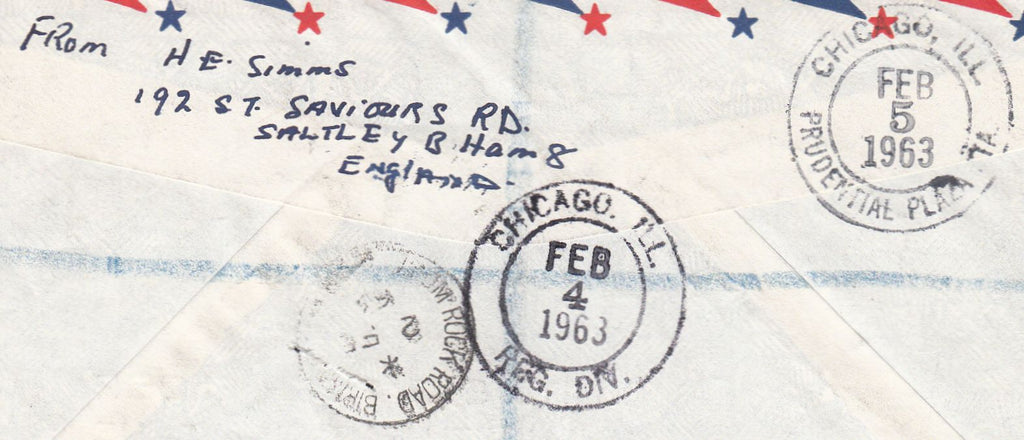 From H E. Simms
192 ST. SAVIOURS RD.
SALTLEY B.Ham 8
ENGLAND.
CHICAGO, ILL.
FEB
5
1963
PRUDENTIAL PLAZA STA.
CHICAGO, ILL.
FEB
4
1963
REG. DIV.
ROCK ROAD. BIRM